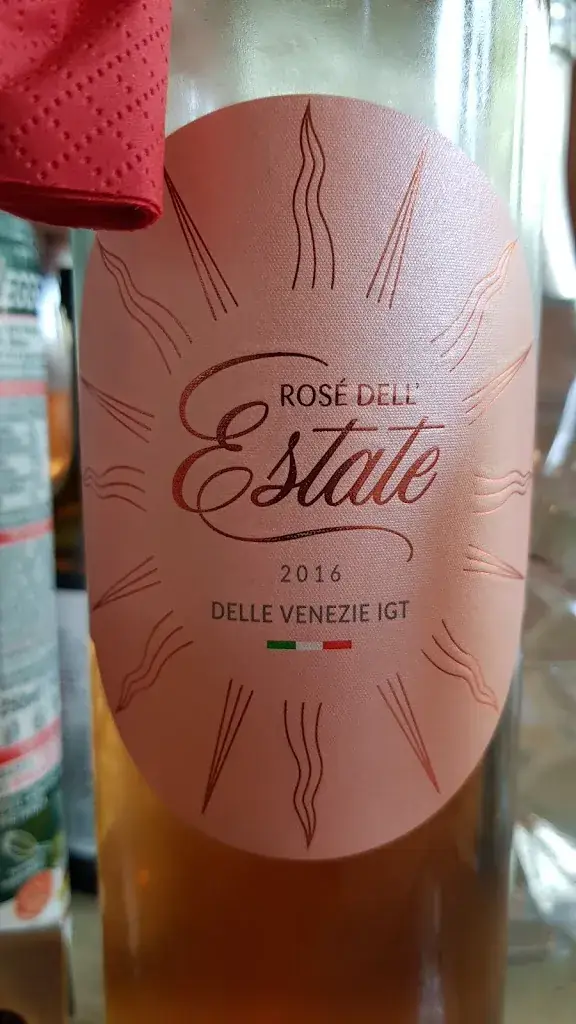 ROSÉ DELL'
Estate
2016
DELLE VENEZIE IGT